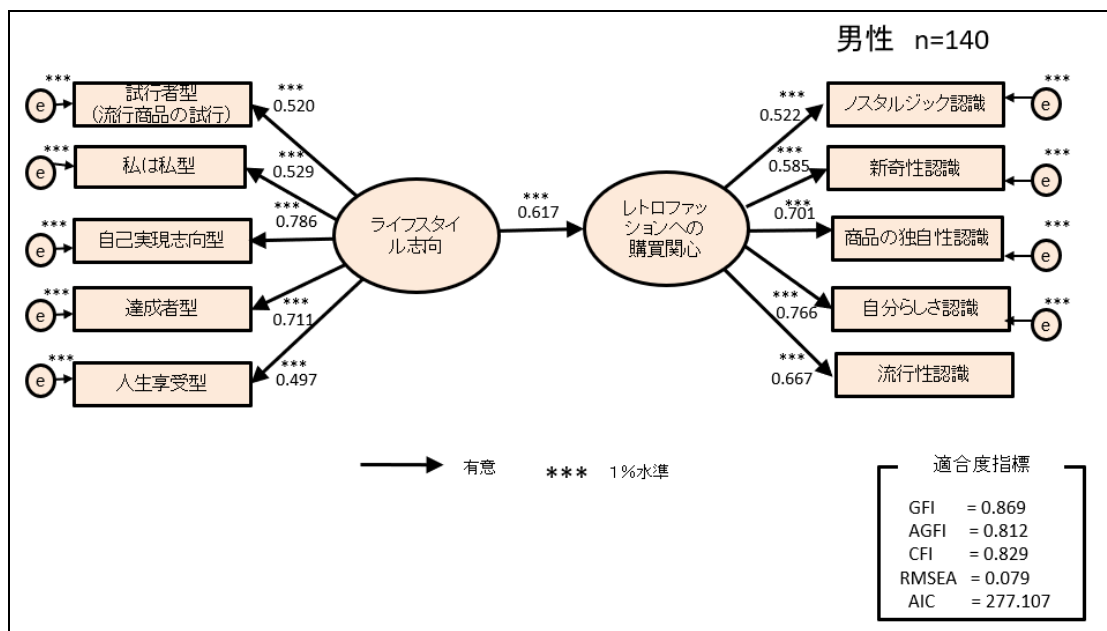 男性 n=140
***
e
試行者型
(流行商品の試行)
***
0.520
***
e
私は私型
***
0.529
***
e
自己実現志向型
***
0.786
***
e
達成者型
***
0.711
***
e
人生享受型
***
0.497
ライフスタイ
ル志向
***
0.617
レトロファッ
ションへの
購買関心
***
0.522
ノスタルジック認識
***
e
***
0.585
新奇性認識
***
e
***
0.701
商品の独自性認識
***
e
***
0.766
自分らしさ認識
***
e
***
0.667
流行性認識
有意
*** 1%水準
適合度指標
GFI = 0.869
AGFI = 0.812
CFI = 0.829
RMSEA = 0.079
AIC = 277.107